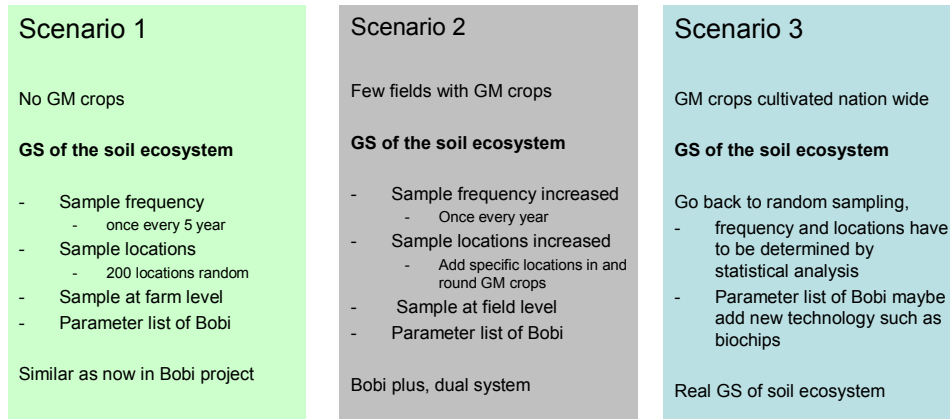 Scenario 1
No GM crops
GS of the soil ecosystem
- Sample frequency
- once every 5 year
- Sample locations
- 200 locations random
- Sample at farm level
- Parameter list of Bobi
Similar as now in Bobi project
Scenario 2
Few fields with GM crops
GS of the soil ecosystem
- Sample frequency increased
- Once every year
- Sample locations increased
- Add specific locations in and
round GM crops
- Sample at field level
- Parameter list of Bobi
Bobi plus, dual system
Scenario 3
GM crops cultivated nation wide
GS of the soil ecosystem
Go back to random sampling,
- frequency and locations have
to be determined by
statistical analysis
- Parameter list of Bobi maybe
add new technology such as
biochips
Real GS of soil ecosystem